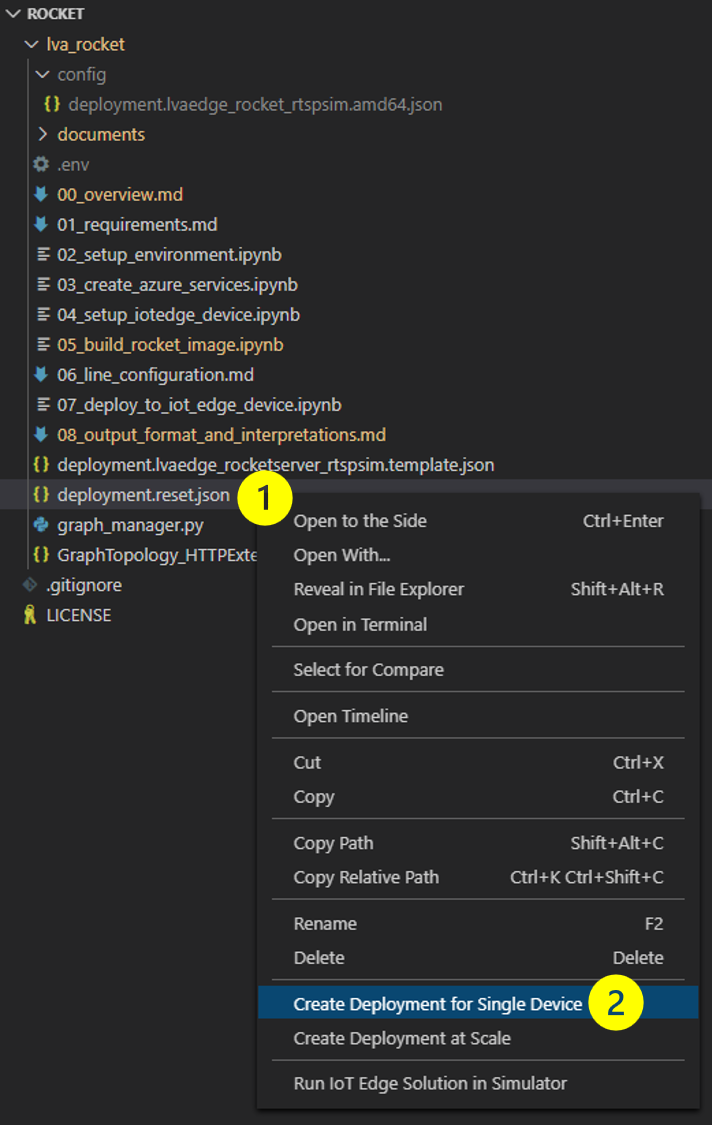 ROCKET
lva_rocket
config
deployment.lvaedge_rocket_rtspsim.amd64.json
documents
.env
00_overview.md
01_requirements.md
02_setup_environment.ipynb
03_create_azure_services.ipynb
04_setup_iotedge_device.ipynb
05_build_rocket_image.ipynb
06_line_configuration.md
07_deploy_to_iot_edge_device.ipynb
08_output_format_and_interpretations.md
deployment.lvaedge_rocketserver_rtspsim.template.json
deployment.reset.json 1
graph_manager.py
GraphTopology_HTTPExte
.gitignore
LICENSE
Open to the Side Ctrl+Enter
Open With...
Reveal in File Explorer Shift+Alt+R
Open in Terminal
Select for Compare
Open Timeline
Cut Ctrl+X
Copy Ctrl+C
Copy Path Shift+Alt+C
Copy Relative Path Ctrl+K Ctrl+Shift+C
Rename F2
Delete Delete
Create Deployment for Single Device 2
Create Deployment at Scale
Run IoT Edge Solution in Simulator